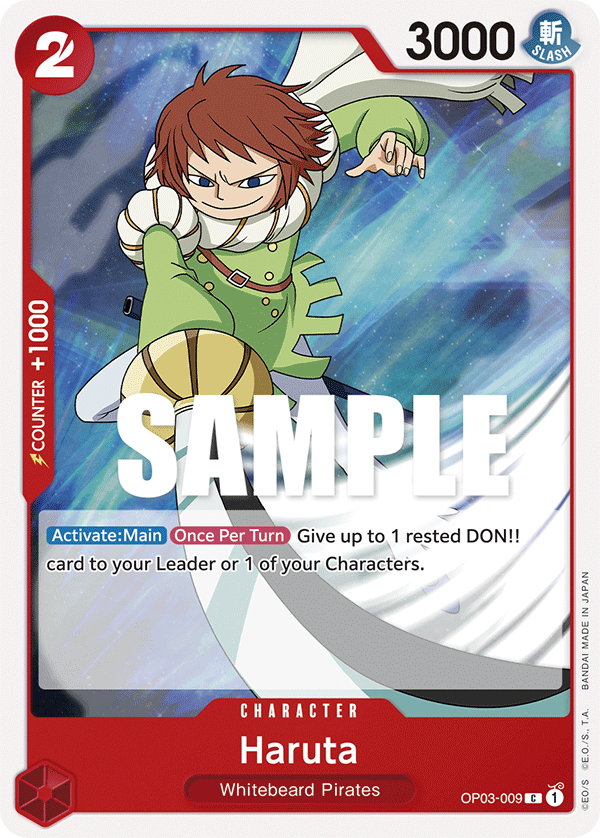 2
3000
斬
SLASH
COUNTER +1000
SAMPLE
Activate:Main Once Per Turn Give up to 1 rested DON!!
card to your Leader or 1 of your Characters.
CHARACTER
Haruta
Whitebeard Pirates
OP03-009 C 1
©EO/S ©E.O./S., T.A. BANDAI MADE IN JAPAN